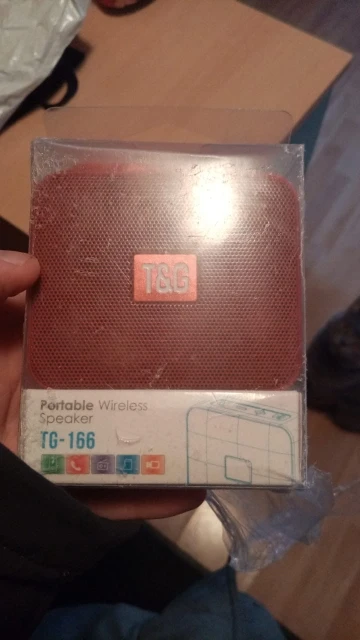 T&G
Portable Wireless
Speaker
TG-166